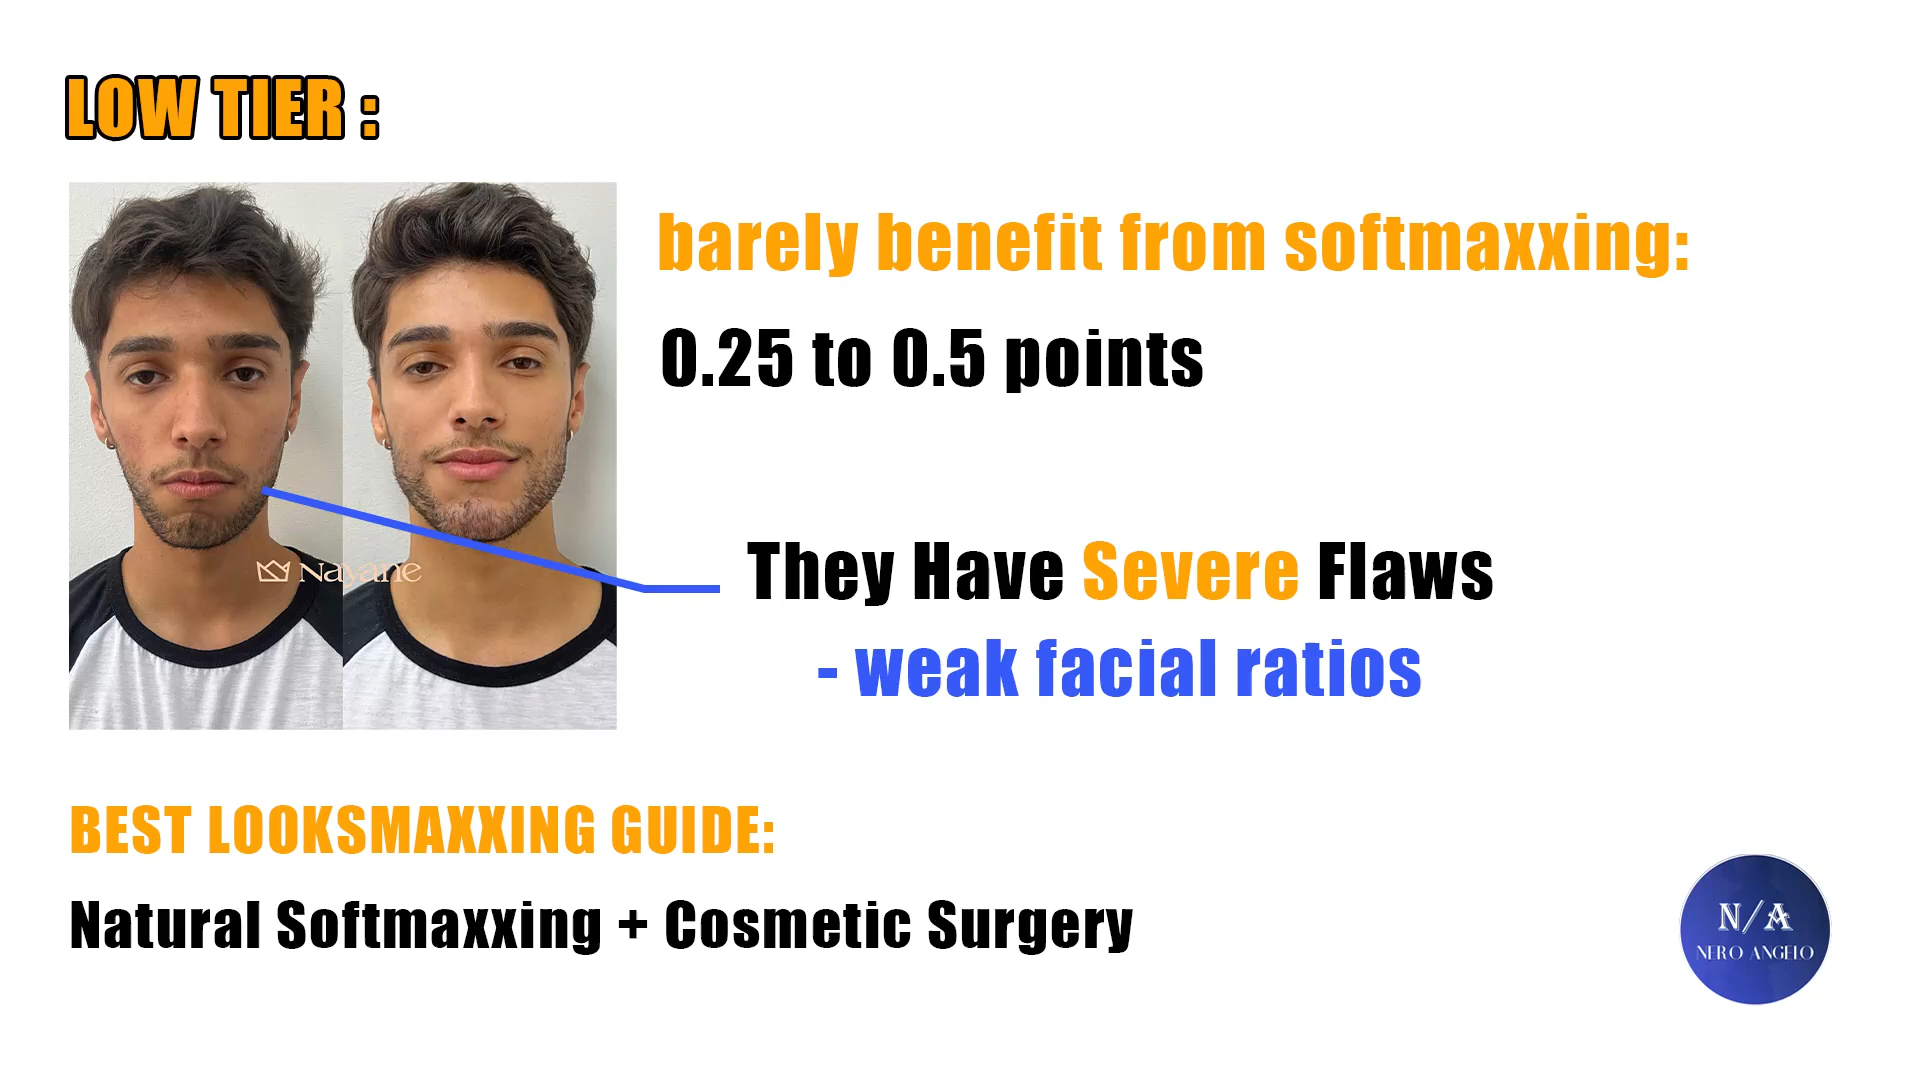 LOW TIER :
barely benefit from softmaxxing:
0.25 to 0.5 points
Nayane
They Have Severe Flaws
- weak facial ratios
BEST LOOKSMAXXING GUIDE:
Natural Softmaxxing + Cosmetic Surgery
N/A
NERO ANGELO